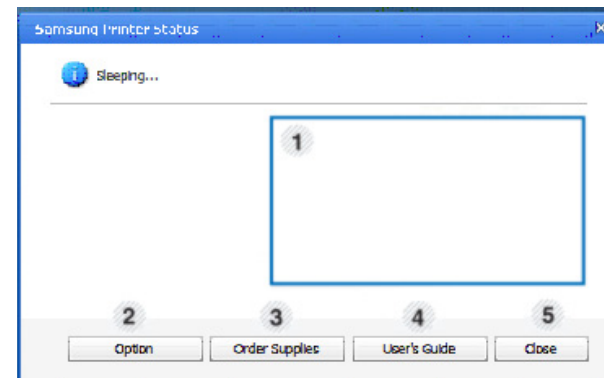 Samsung Printer Status
Sleeping...
1
2 3 4 5
Option Order Supplies User's Guide Close